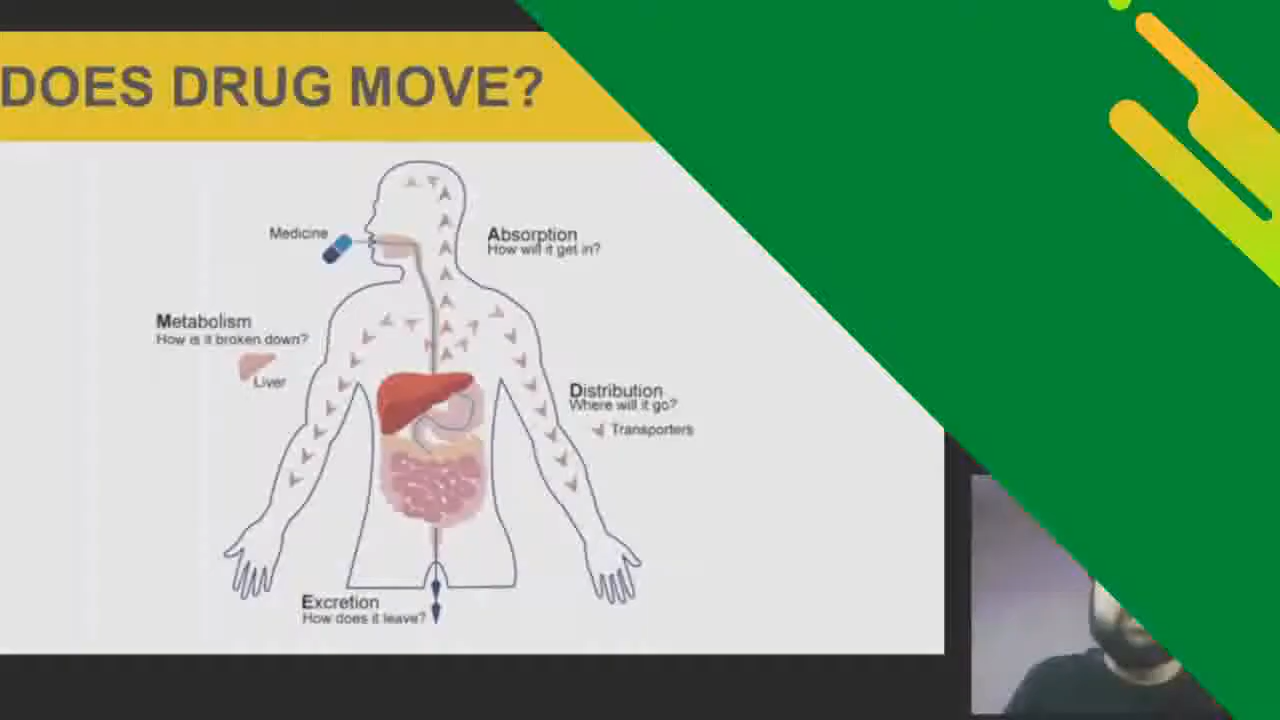 DOES DRUG MOVE?
Medicine
Absorption
How will it get in?
Metabolism
How is it broken down?
Liver
Distribution
Where will it go?
Transporters
Excretion
How does it leave?